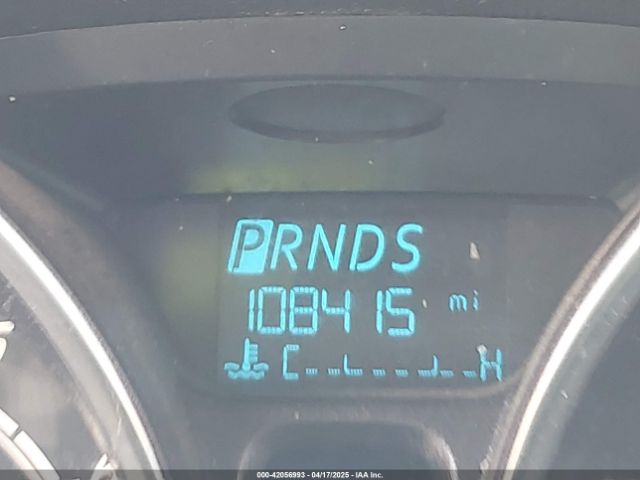 PRNDS
108415 mi
C H
000-42056993 - 04/17/2025 - IAA Inc.